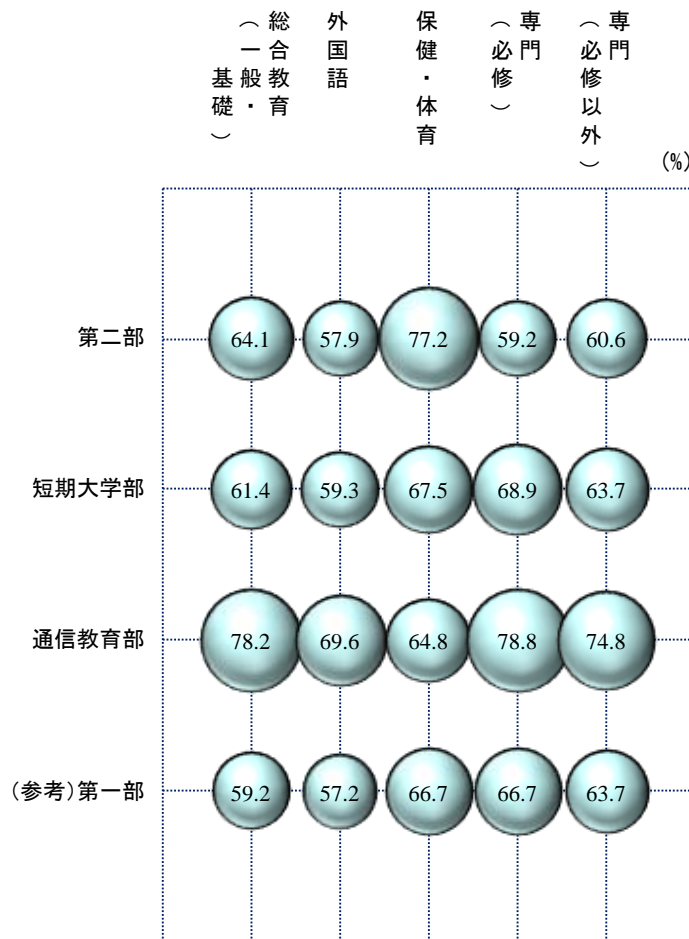 総合教育
（一般・
基礎）
外国語
保健・体育
専門
（必修）
専門
（必修以外）
(%)
第二部
64.1
57.9
77.2
59.2
60.6
短期大学部
61.4
59.3
67.5
68.9
63.7
通信教育部
78.2
69.6
64.8
78.8
74.8
(参考)第一部
59.2
57.2
66.7
66.7
63.7